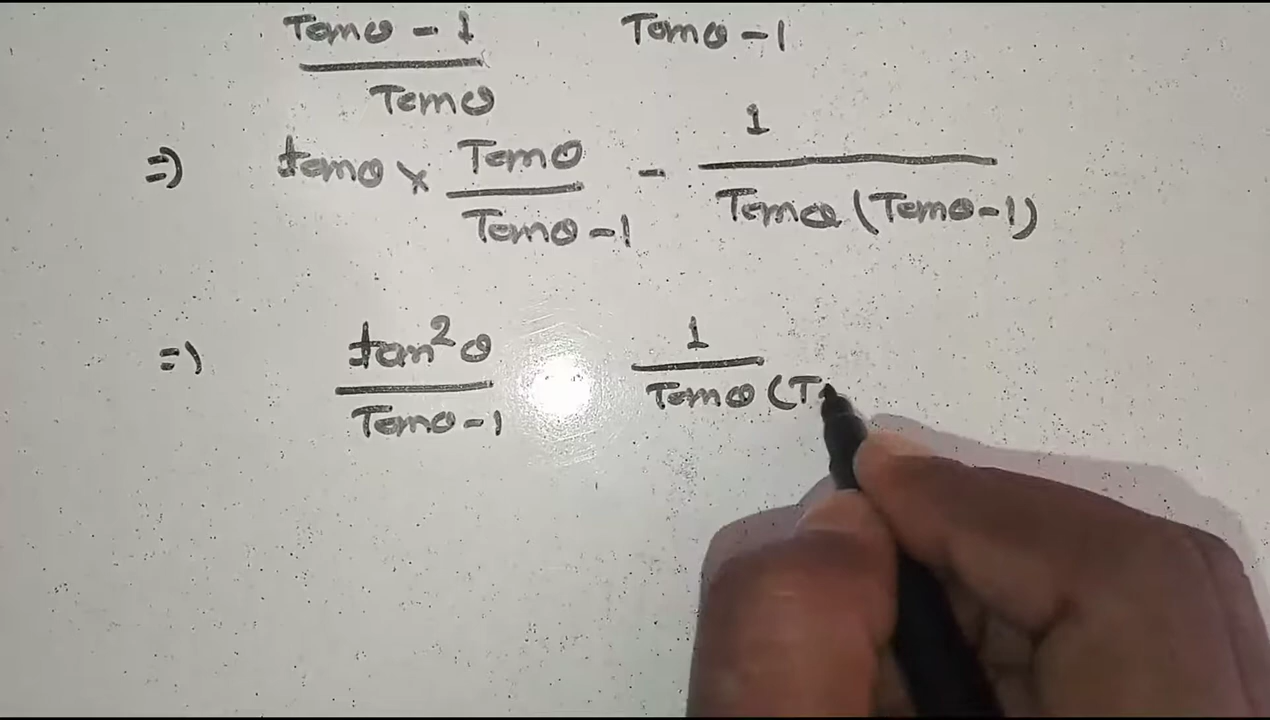 Tanθ - 1 Tanθ - 1
Tanθ
=) tanθ × Tanθ / Tanθ - 1 - 1 / Tanθ (Tanθ - 1)
=) tan²θ / Tanθ - 1 1 / Tanθ (T